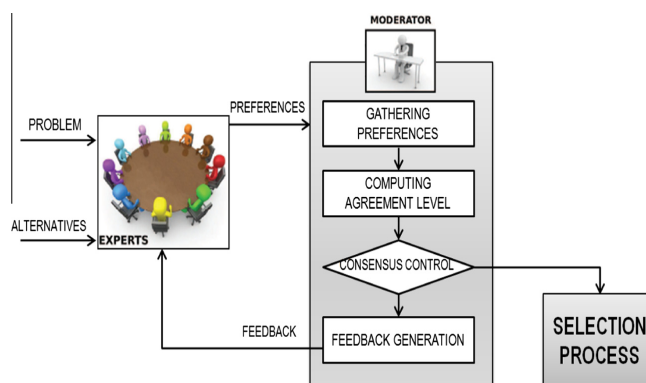 MODERATOR
PROBLEM
PREFERENCES
GATHERING
PREFERENCES
COMPUTING
AGREEMENT LEVEL
ALTERNATIVES
EXPERTS
CONSENSUS CONTROL
FEEDBACK
FEEDBACK GENERATION
SELECTION
PROCESS